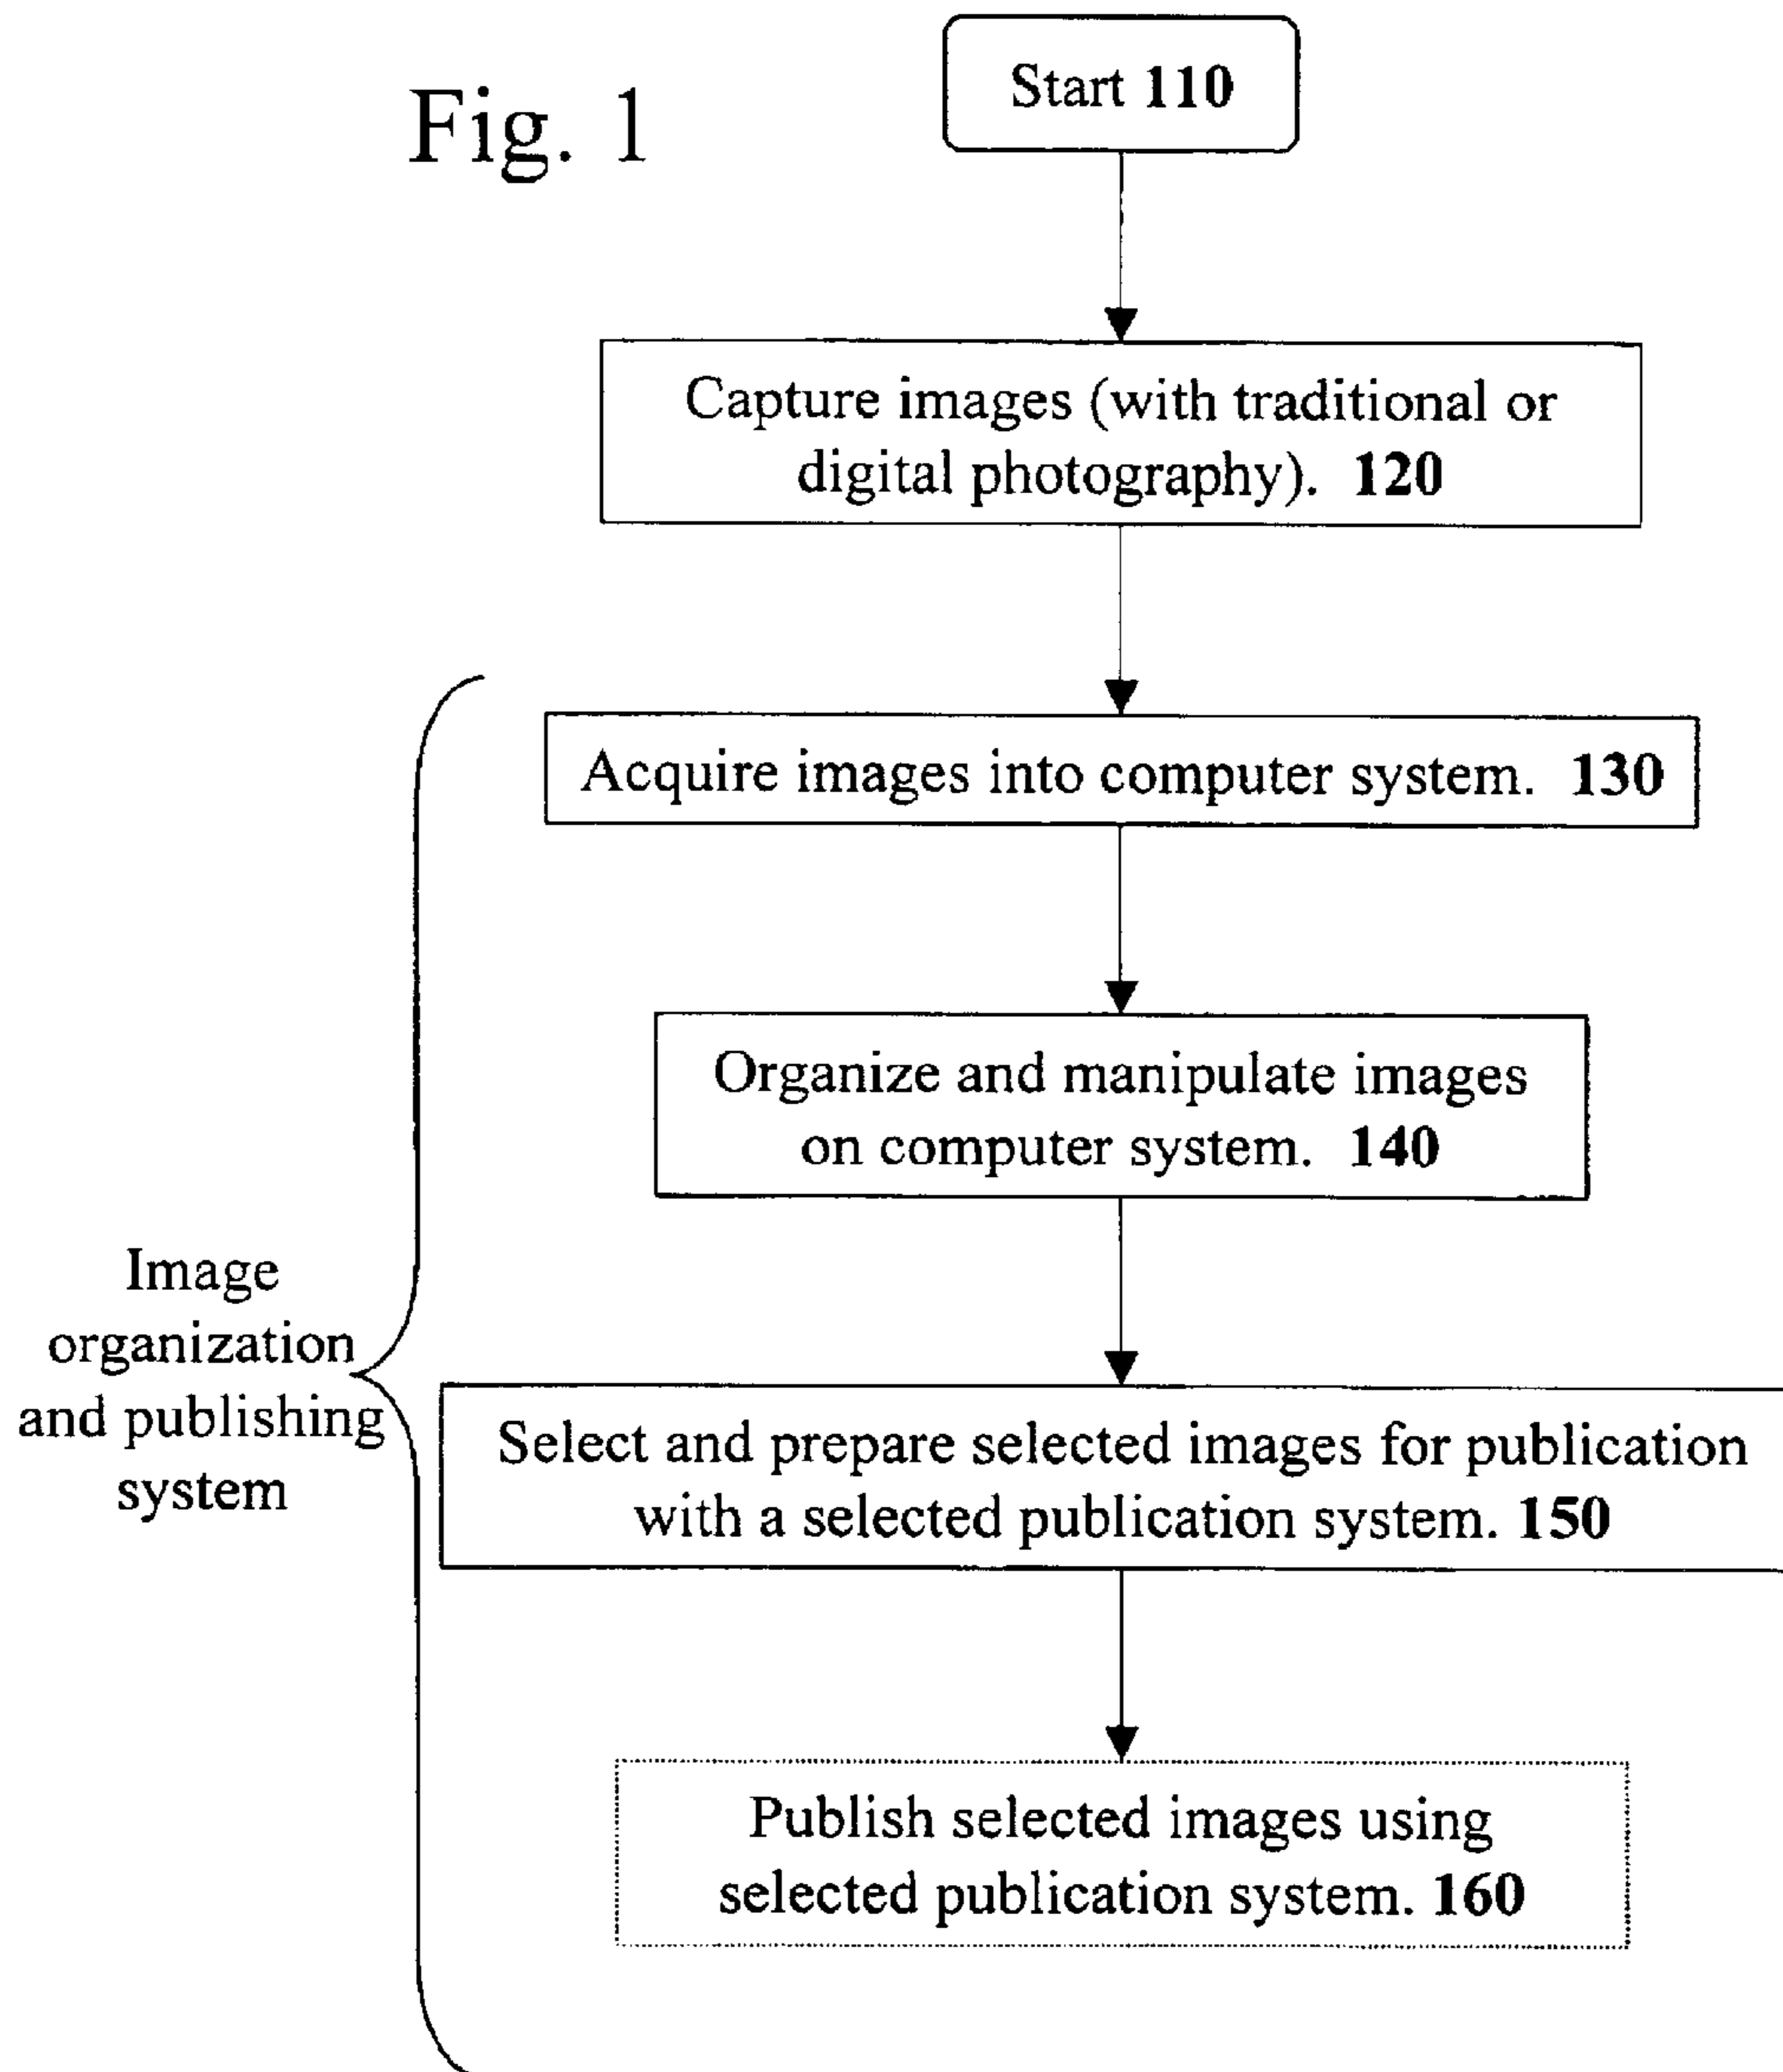 Fig. 1
Start 110
Capture images (with traditional or
digital photography). 120
Acquire images into computer system. 130
Organize and manipulate images
on computer system. 140
Image
organization
and publishing
system
Select and prepare selected images for publication
with a selected publication system. 150
Publish selected images using
selected publication system. 160